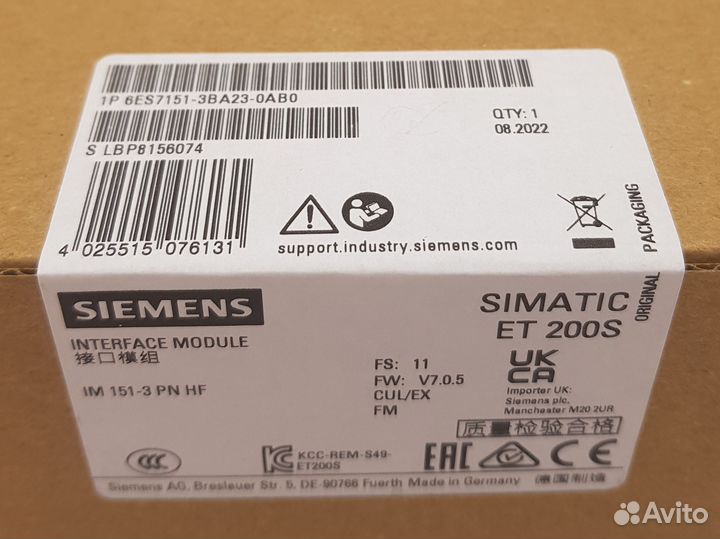 1P 6ES7151-3BA23-0AB0
QTY: 1
08.2022
S LBP8156074
4 025515 076131
support.industry.siemens.com
ORIGINAL PACKAGING
SIEMENS
SIMATIC
ET 200S
INTERFACE MODULE
接口模组
IM 151-3 PN HF
FS: 11
FW: V7.0.5
CUL/EX
FM
UK
CA
Importer UK:
Siemens plc.
Manchester M20 2UR
质量检验合格
CCC
KC
KCC-REM-S49-
ET200S
EAC
CE
Siemens AG, Breslauer Str. 5, DE-90766 Fuerth Made in Germany 德国制造
Avito